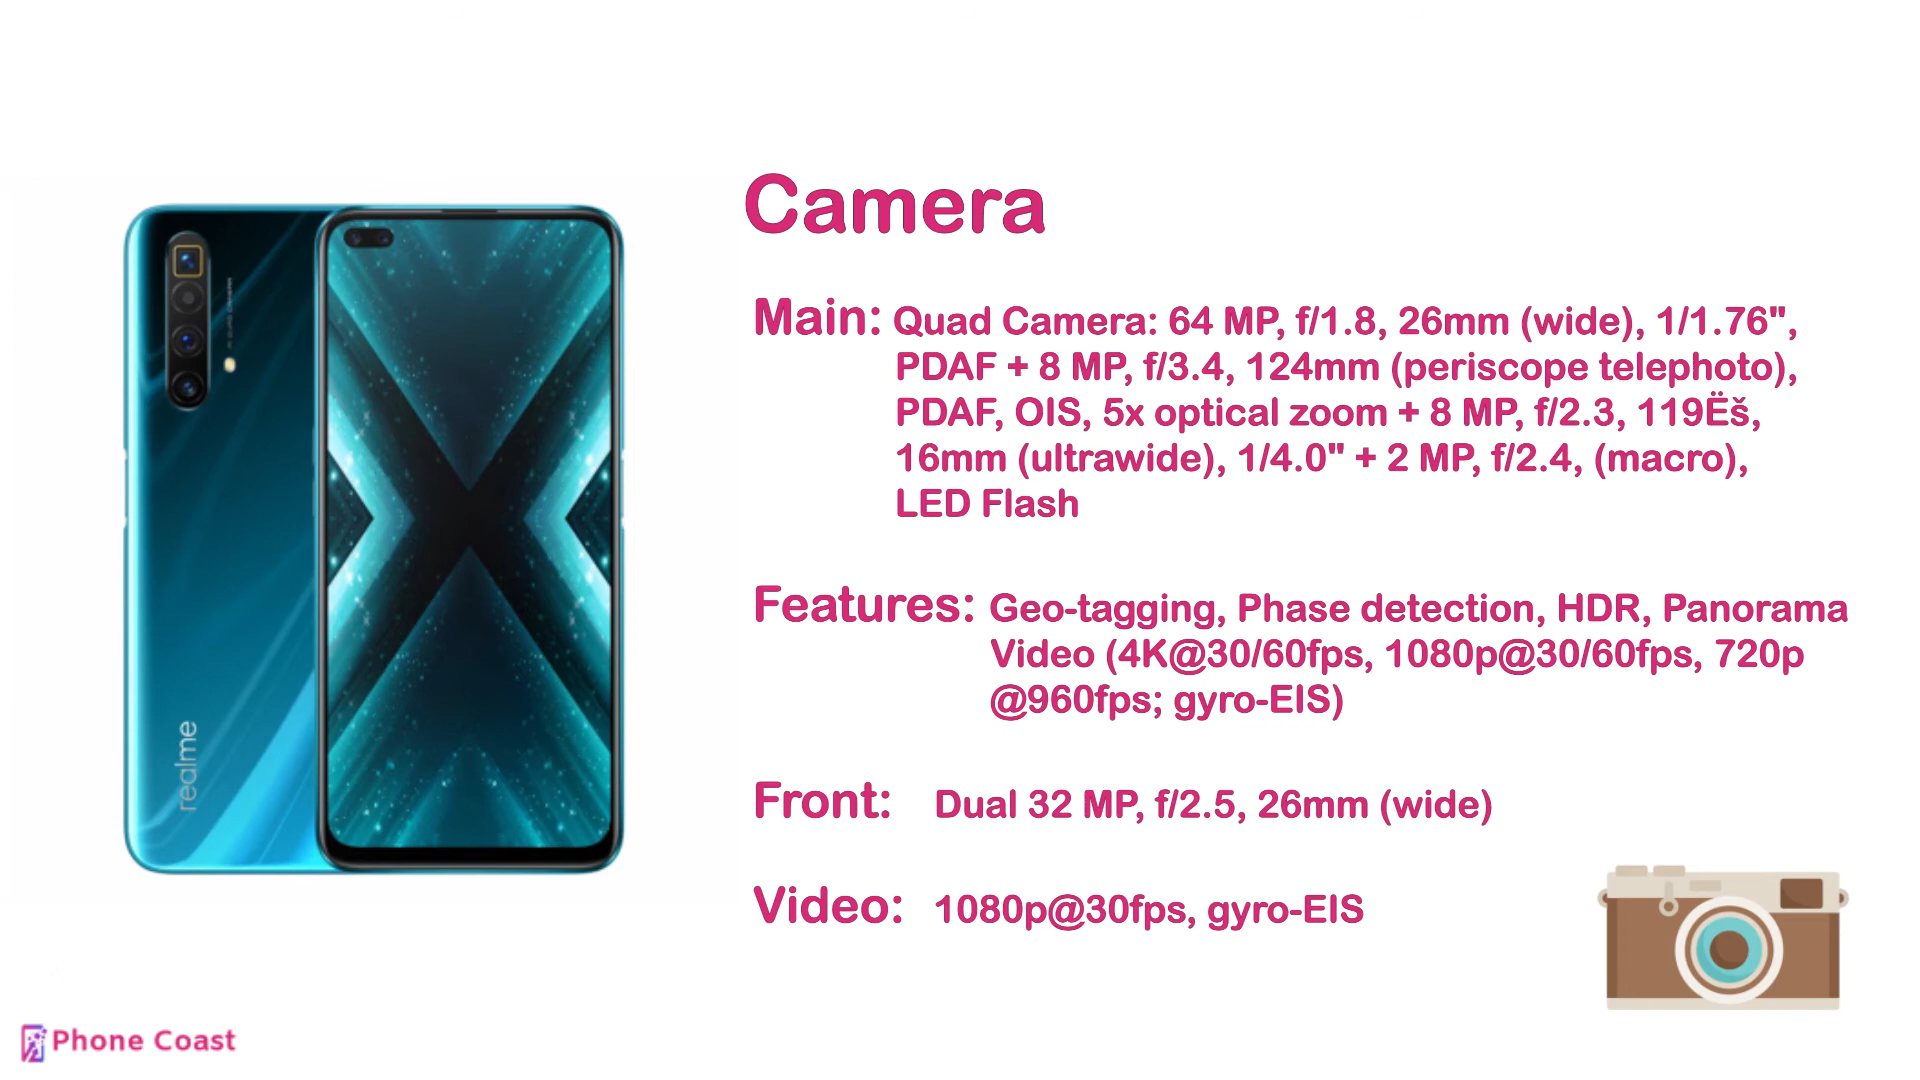 Camera
Main: Quad Camera: 64 MP, f/1.8, 26mm (wide), 1/1.76",
PDAF + 8 MP, f/3.4, 124mm (periscope telephoto),
PDAF, OIS, 5x optical zoom + 8 MP, f/2.3, 119Ëš,
16mm (ultrawide), 1/4.0" + 2 MP, f/2.4, (macro),
LED Flash
Features: Geo-tagging, Phase detection, HDR, Panorama
Video (4K@30/60fps, 1080p@30/60fps, 720p
@960fps; gyro-EIS)
Front: Dual 32 MP, f/2.5, 26mm (wide)
Video: 1080p@30fps, gyro-EIS
realme
Phone Coast